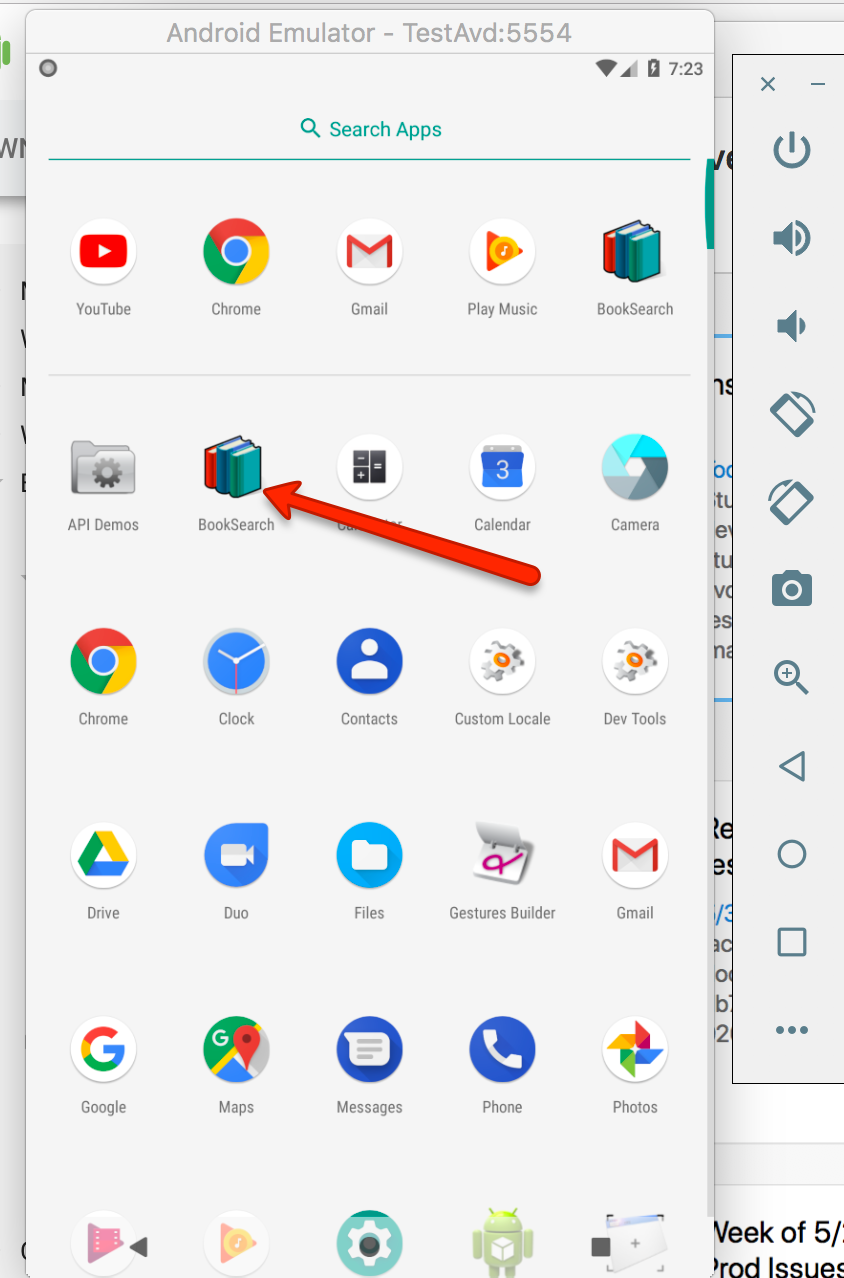 Android Emulator - TestAvd:5554
7:23
Search Apps
YouTube
Chrome
Gmail
Play Music
BookSearch
API Demos
BookSearch
Calendar
Camera
3
Chrome
Clock
Contacts
Custom Locale
Dev Tools
Drive
Duo
Files
Gestures Builder
Gmail
Google
Maps
Messages
Phone
Photos
Week of 5/
Prod Issues